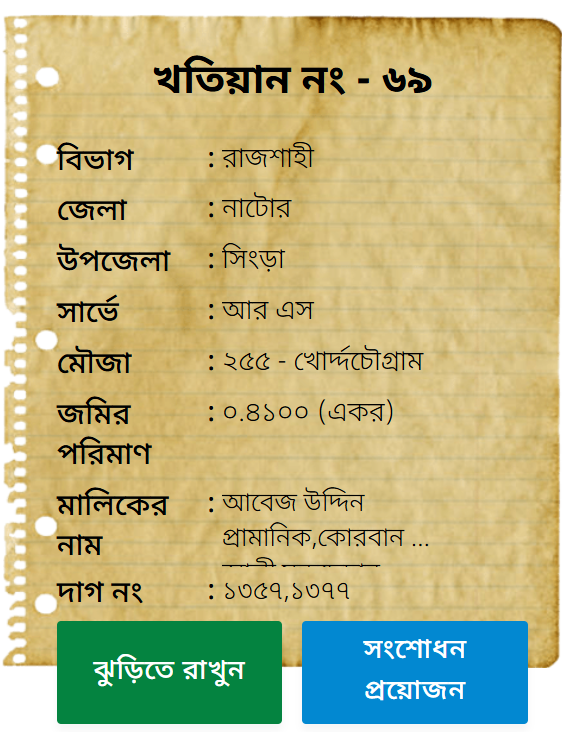 খতিয়ান নং - ৬৯
বিভাগ : রাজশাহী
জেলা : নাটোর
উপজেলা : সিংড়া
সার্ভে : আর এস
মৌজা : ২৫৫ - খোর্দ্দচৌগ্রাম
জমির : ০.৪১০০ (একর)
পরিমাণ
মালিকের : আবেজ উদ্দিন
নাম প্রামানিক,কোরবান ...
দাগ নং : ১৩৫৭,১৩৭৭
ঝুড়িতে রাখুন
সংশোধন
প্রয়োজন